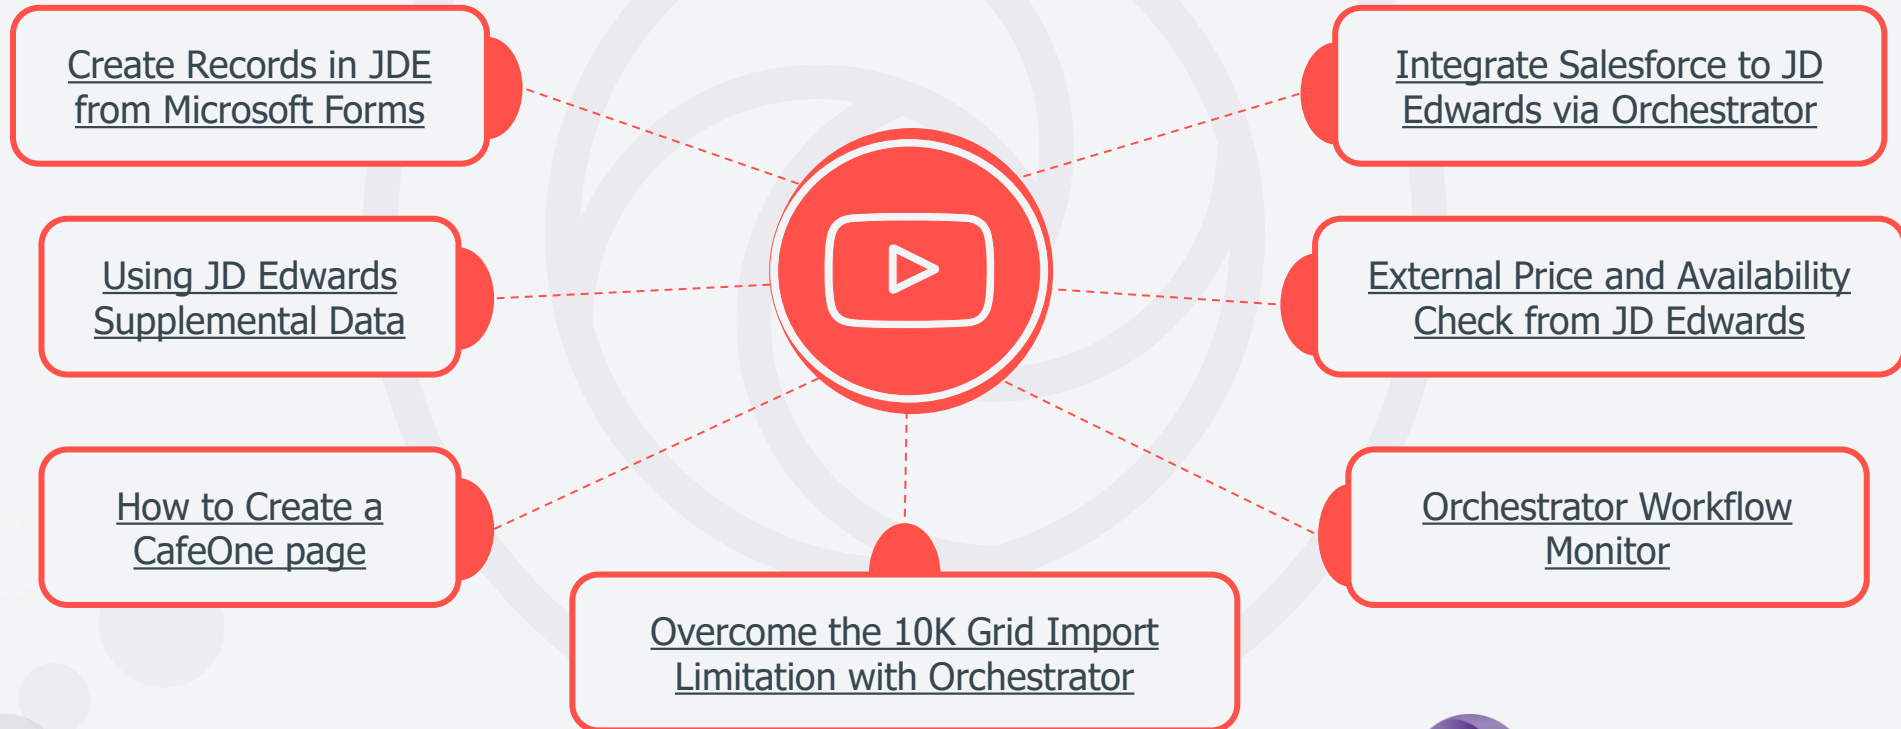 Create Records in JDE
from Microsoft Forms
Using JD Edwards
Supplemental Data
How to Create a
CafeOne page
Overcome the 10K Grid Import
Limitation with Orchestrator
Integrate Salesforce to JD
Edwards via Orchestrator
External Price and Availability
Check from JD Edwards
Orchestrator Workflow
Monitor